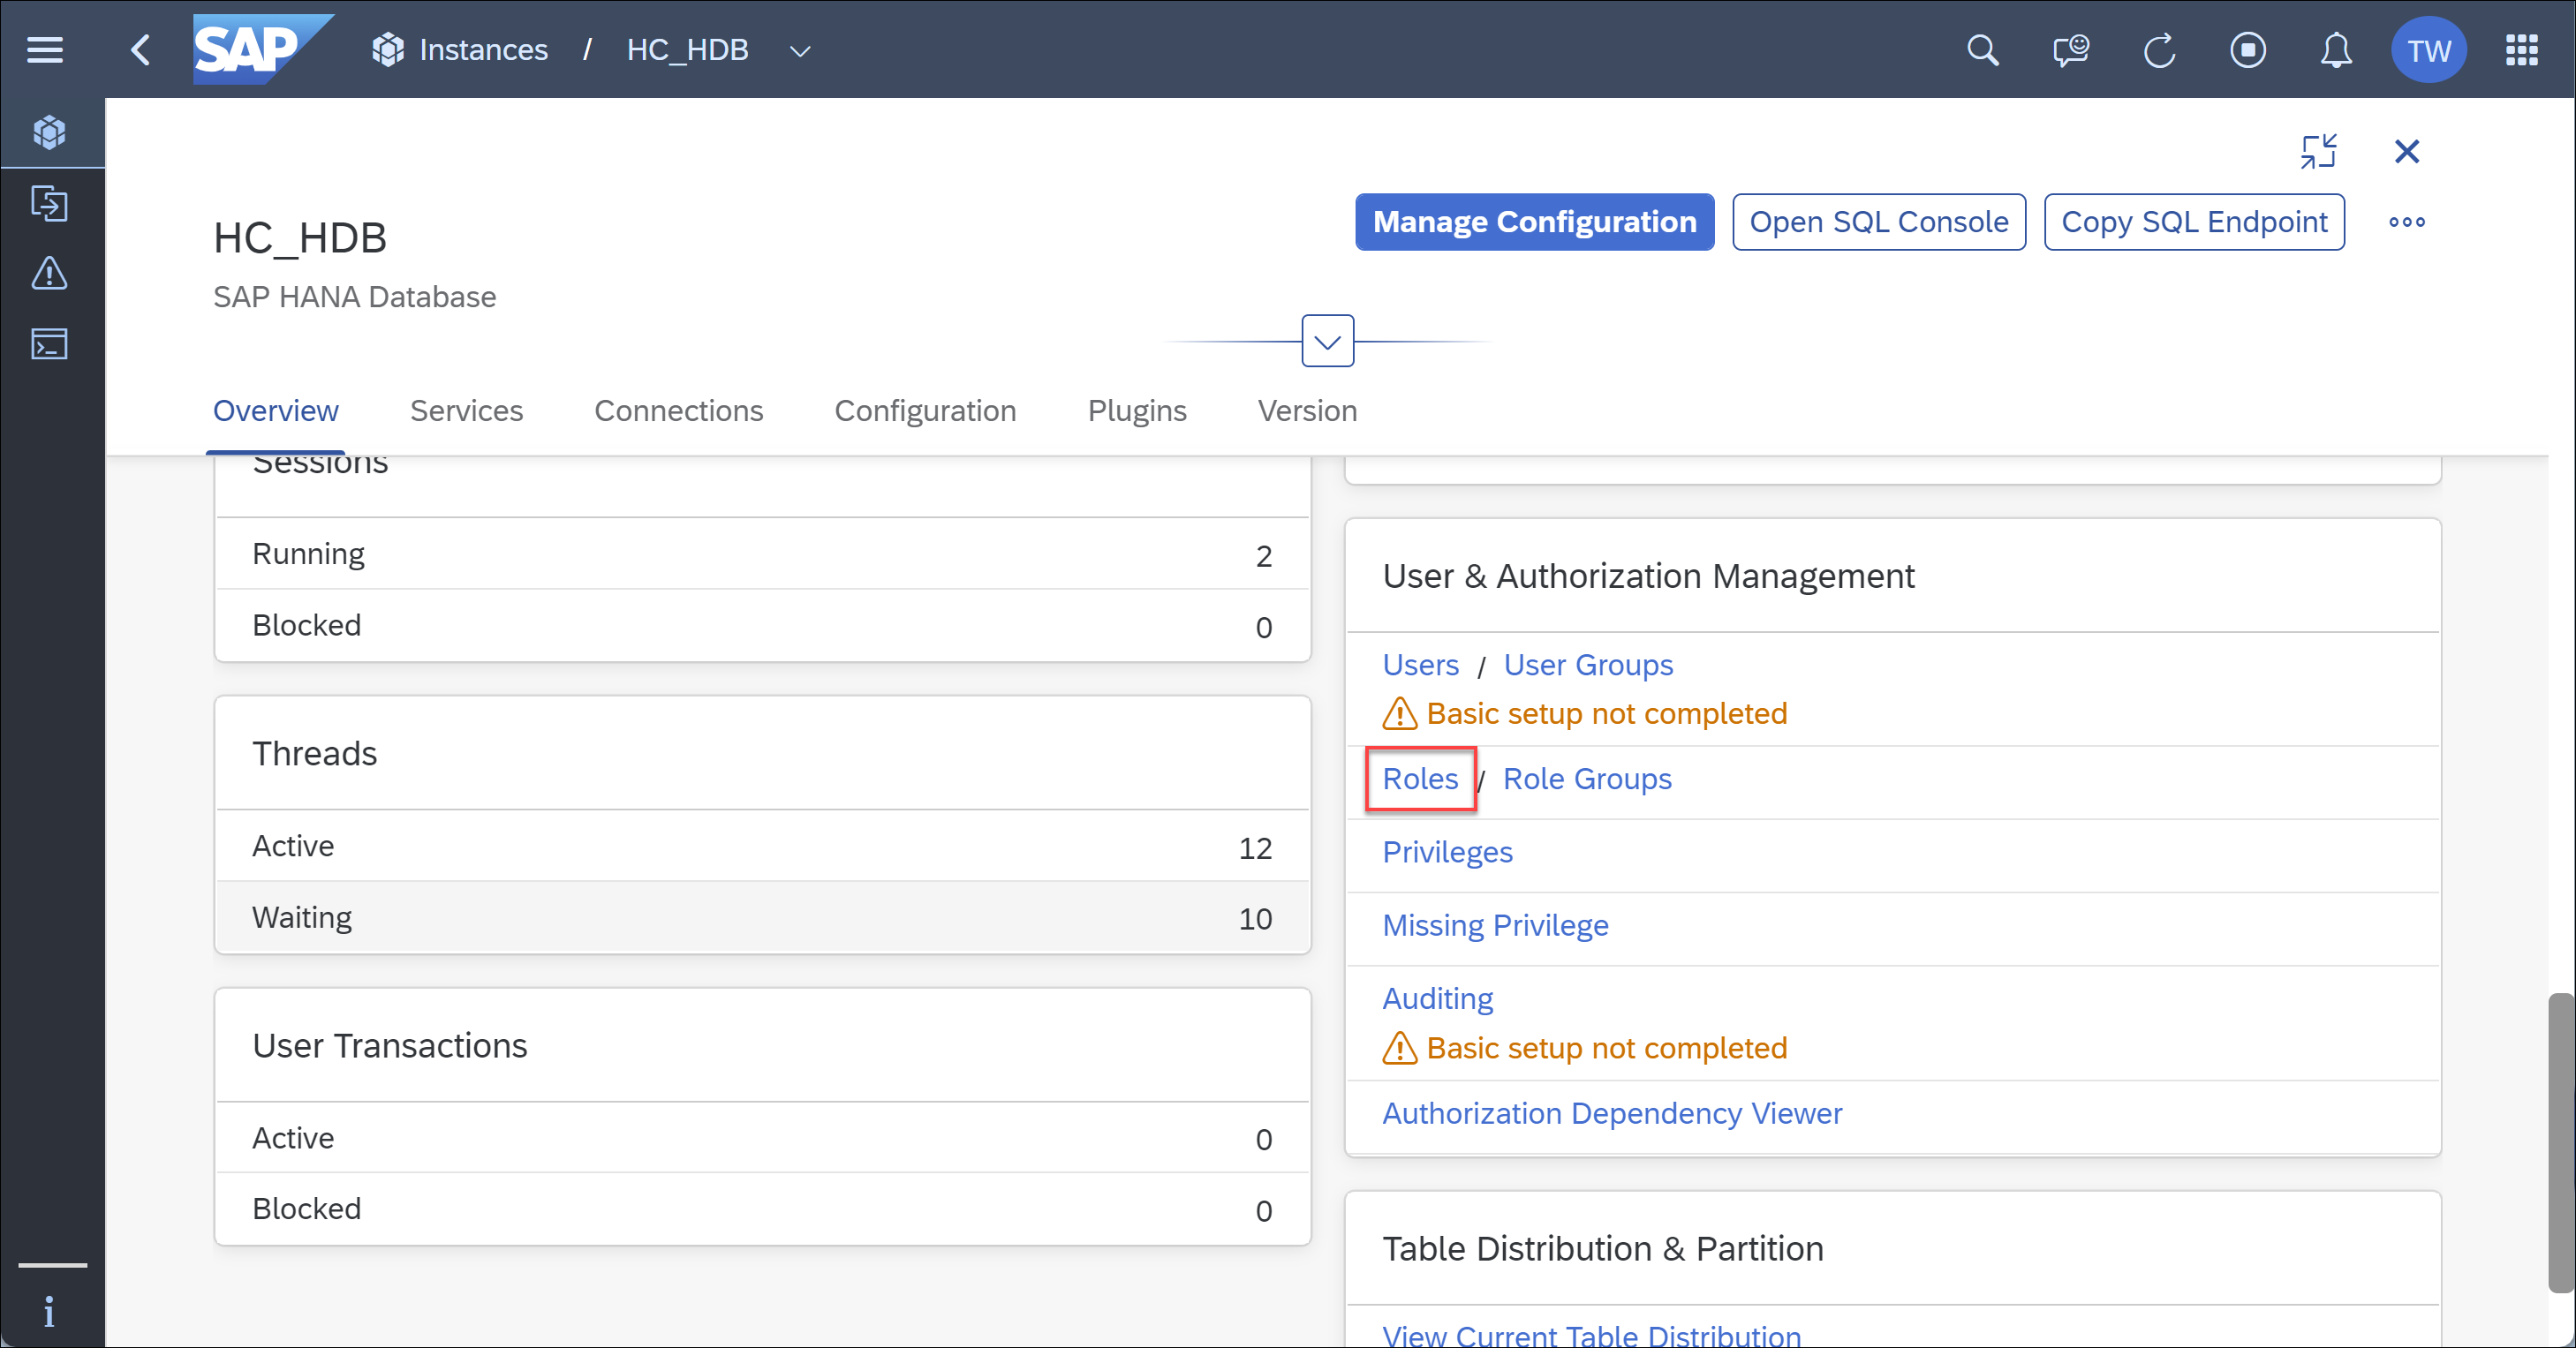 SAP Instances / HC_HDB TW
HC_HDB
SAP HANA Database
Manage Configuration Open SQL Console Copy SQL Endpoint
Overview Services Connections Configuration Plugins Version
Sessions
Running 2
Blocked 0
Threads
Active 12
Waiting 10
User Transactions
Active 0
Blocked 0
User & Authorization Management
Users / User Groups
Basic setup not completed
Roles / Role Groups
Privileges
Missing Privilege
Auditing
Basic setup not completed
Authorization Dependency Viewer
Table Distribution & Partition
View Current Table Distribution